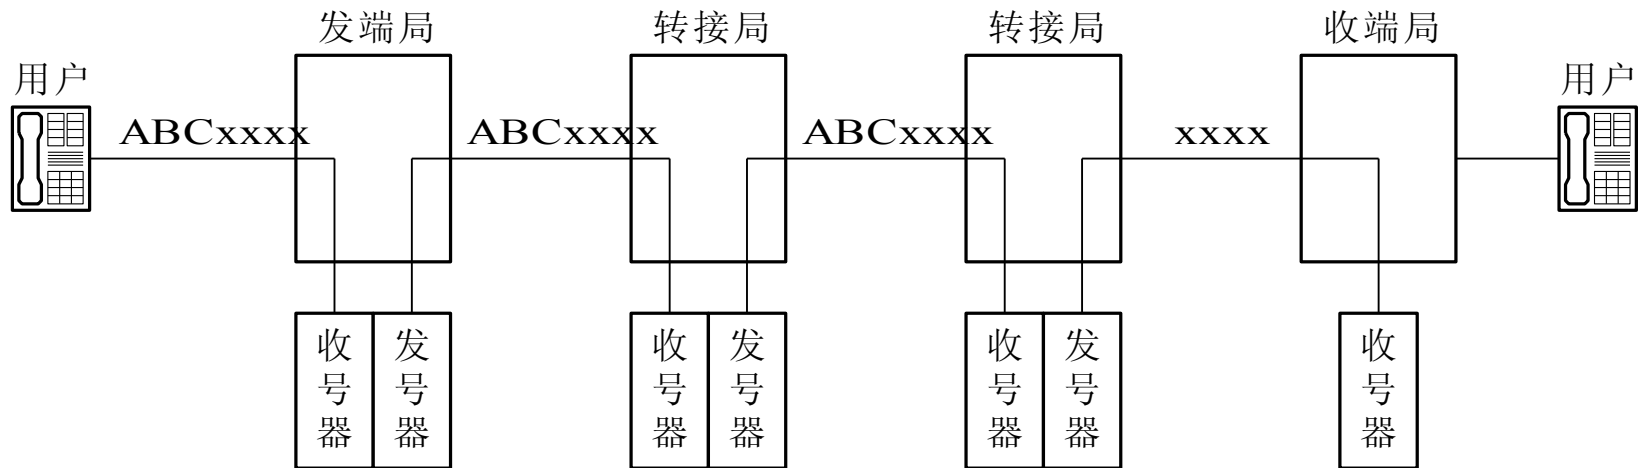 发端局
转接局
转接局
收端局
用户
用户
ABCxxxx
ABCxxxx
ABCxxxx
xxxx
收号器
发号器
收号器
发号器
收号器
发号器
收号器